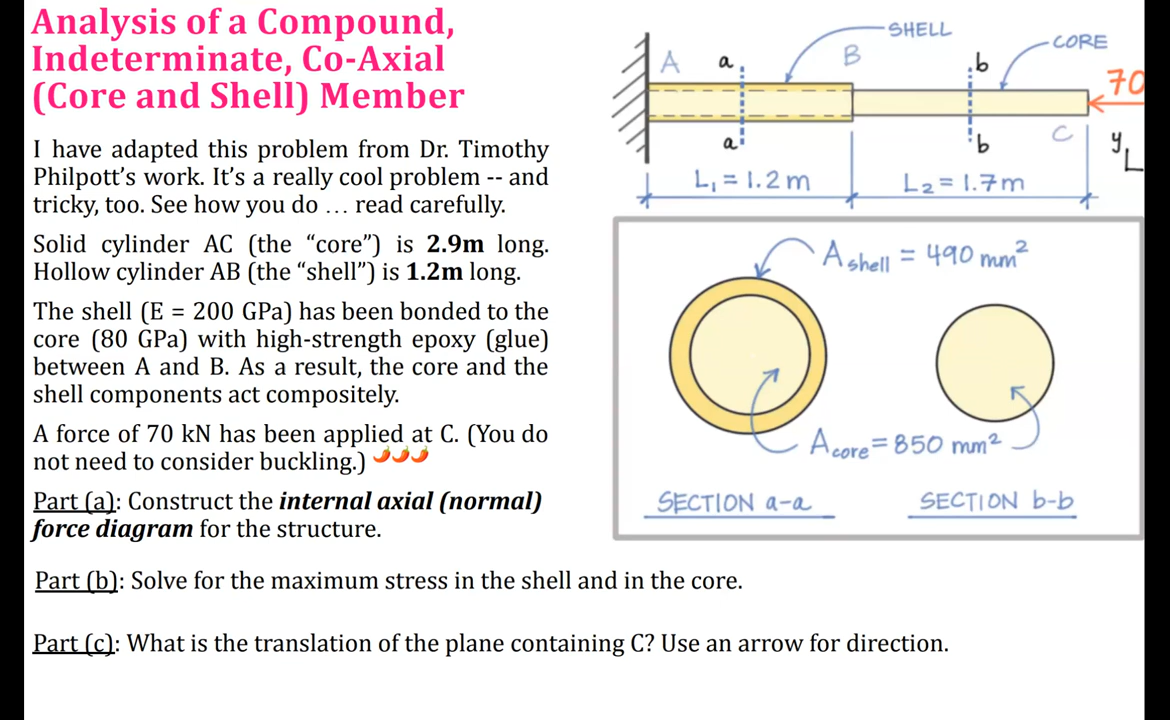 Analysis of a Compound,
Indeterminate, Co-Axial
(Core and Shell) Member
I have adapted this problem from Dr. Timothy
Philpott's work. It's a really cool problem -- and
tricky, too. See how you do … read carefully.
Solid cylinder AC (the “core”) is 2.9m long.
Hollow cylinder AB (the “shell”) is 1.2m long.
The shell (E = 200 GPa) has been bonded to the
core (80 GPa) with high-strength epoxy (glue)
between A and B. As a result, the core and the
shell components act compositely.
A force of 70 kN has been applied at C. (You do
not need to consider buckling.)
Part (a): Construct the internal axial (normal)
force diagram for the structure.
Part (b): Solve for the maximum stress in the shell and in the core.
Part (c): What is the translation of the plane containing C? Use an arrow for direction.
SHELL
CORE
A
a
B
b
70
a
b
C
y
L₁ = 1.2 m
L₂ = 1.7 m
A shell = 490 mm²
A core = 850 mm²
SECTION a-a
SECTION b-b